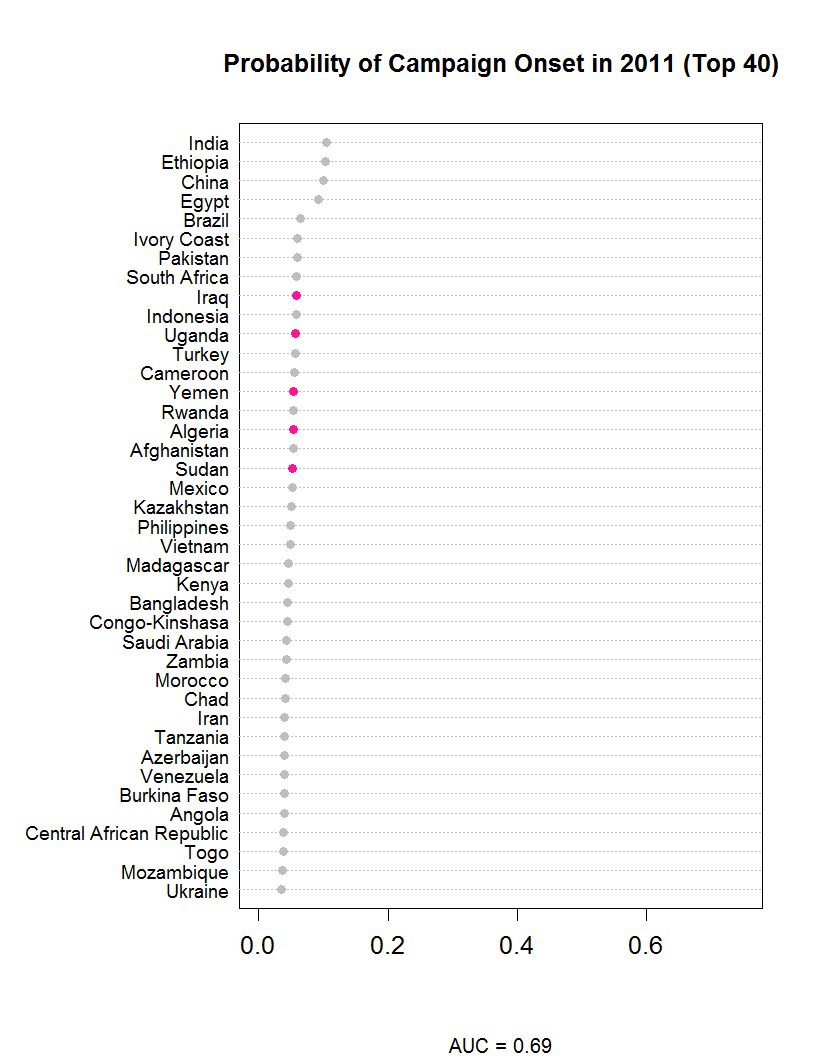 Probability of Campaign Onset in 2011 (Top 40)
India
Ethiopia
China
Egypt
Brazil
Ivory Coast
Pakistan
South Africa
Iraq
Indonesia
Uganda
Turkey
Cameroon
Yemen
Rwanda
Algeria
Afghanistan
Sudan
Mexico
Kazakhstan
Philippines
Vietnam
Madagascar
Kenya
Bangladesh
Congo-Kinshasa
Saudi Arabia
Zambia
Morocco
Chad
Iran
Tanzania
Azerbaijan
Venezuela
Burkina Faso
Angola
Central African Republic
Togo
Mozambique
Ukraine
0.0 0.2 0.4 0.6
AUC = 0.69